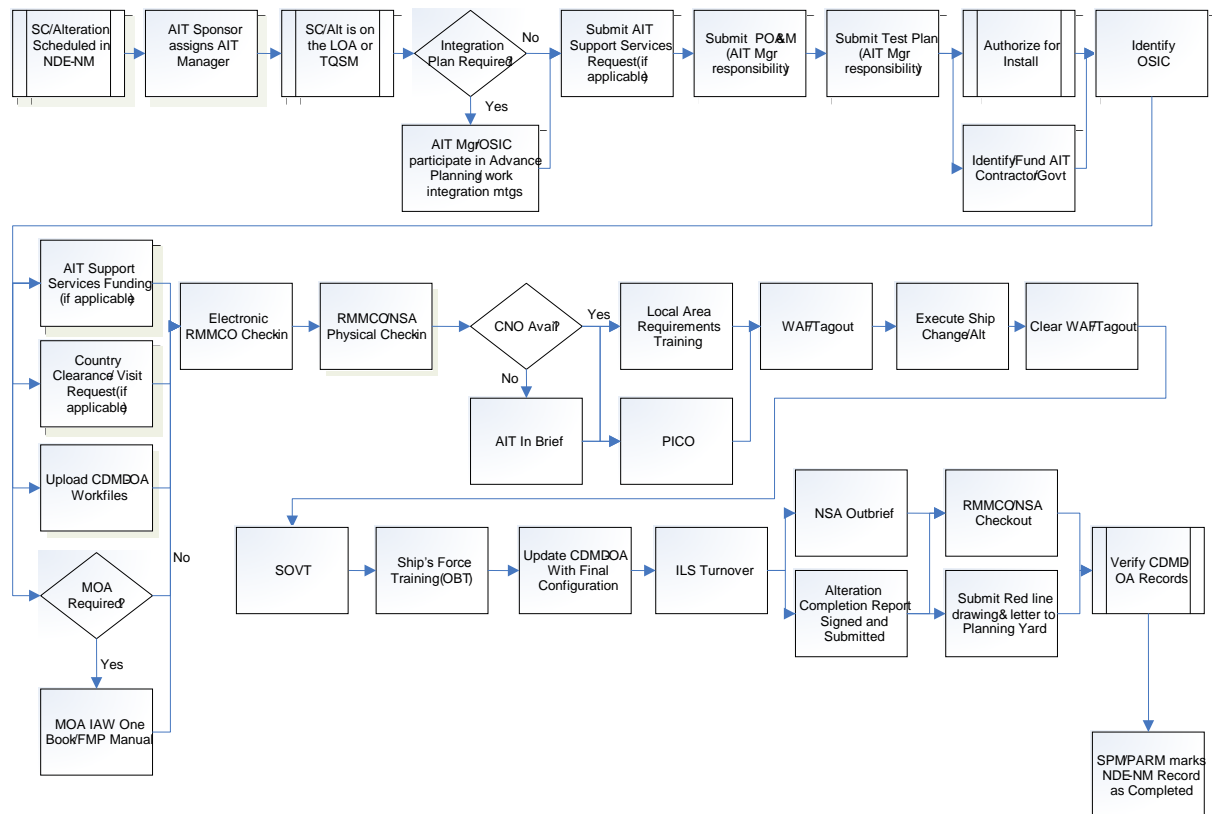 SC/Alteration
Scheduled in
NDE-NM
AIT Sponsor
assigns AIT
Manager
SC/Alt is on
the LOA or
TQSM
Integration
Plan Required?
No
Yes
AIT Mgr/OSIC
participate in Advance
Planning / work
integration mtgs
Submit AIT
Support Services
Request (if
applicable)
Submit POA&M
(AIT Mgr
responsibility)
Submit Test Plan
(AIT Mgr
responsibility)
Authorize for
Install
Identify/Fund AIT
Contractor/Govt
Identify
OSIC
AIT Support
Services Funding
(if applicable)
Country
Clearance / Visit
Request (if
applicable)
Upload CDMD-OA
Workfiles
MOA
Required?
No
Yes
MOA IAW One
Book/FMP Manual
Electronic
RMMCO Checkin
RMMCO/NSA
Physical Checkin
CNO Avail?
Yes
No
AIT In Brief
Local Area
Requirements
Training
PICO
WAF/Tagout
Execute Ship
Change/Alt
Clear WAF/Tagout
SOVT
Ship's Force
Training (OBT)
Update CDMD-OA
With Final
Configuration
ILS Turnover
NSA Outbrief
Alteration
Completion Report
Signed and
Submitted
RMMCO/NSA
Checkout
Submit Red line
drawing & letter to
Planning Yard
Verify CDMD-
OA Records
SPM/PARM marks
NDE-NM Record
as Completed